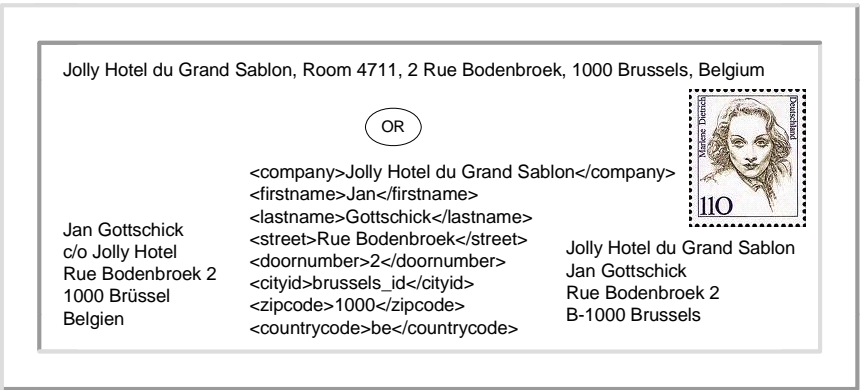 Jolly Hotel du Grand Sablon, Room 4711, 2 Rue Bodenbroek, 1000 Brussels, Belgium
OR
Marlene Dietrich
Deutschland
110
<company>Jolly Hotel du Grand Sablon</company>
<firstname>Jan</firstname>
<lastname>Gottschick</lastname>
<street>Rue Bodenbroek</street>
<doornumber>2</doornumber>
<cityid>brussels_id</cityid>
<zipcode>1000</zipcode>
<countrycode>be</countrycode>
Jan Gottschick
c/o Jolly Hotel
Rue Bodenbroek 2
1000 Brüssel
Belgien
Jolly Hotel du Grand Sablon
Jan Gottschick
Rue Bodenbroek 2
B-1000 Brussels